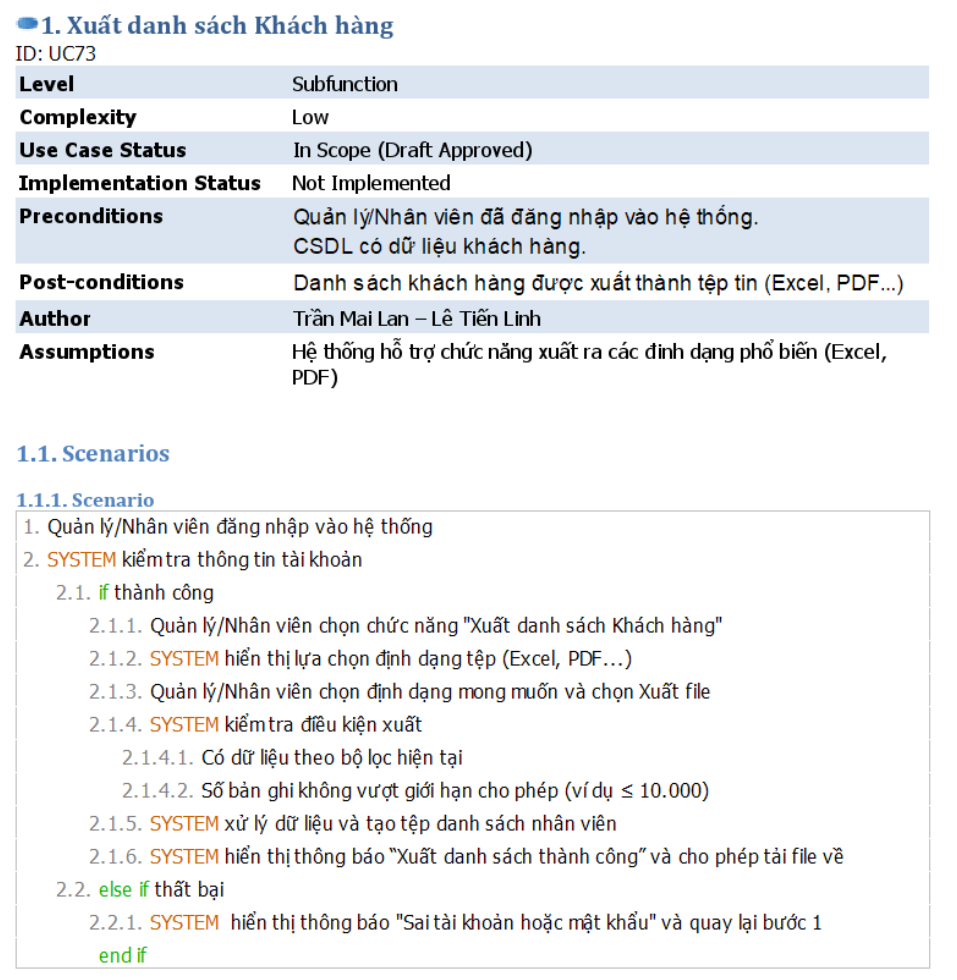 1. Xuất danh sách Khách hàng
ID: UC73
Level Subfunction
Complexity Low
Use Case Status In Scope (Draft Approved)
Implementation Status Not Implemented
Preconditions Quản lý/Nhân viên đã đăng nhập vào hệ thống.
CSDL có dữ liệu khách hàng.
Post-conditions Danh sách khách hàng được xuất thành tệp tin (Excel, PDF...)
Author Trần Mai Lan – Lê Tiến Linh
Assumptions Hệ thống hỗ trợ chức năng xuất ra các đinh dạng phổ biến (Excel,
PDF)
1.1. Scenarios
1.1.1. Scenario
1. Quản lý/Nhân viên đăng nhập vào hệ thống
2. SYSTEM kiểm tra thông tin tài khoản
2.1. if thành công
2.1.1. Quản lý/Nhân viên chọn chức năng "Xuất danh sách Khách hàng"
2.1.2. SYSTEM hiển thị lựa chọn định dạng tệp (Excel, PDF...)
2.1.3. Quản lý/Nhân viên chọn định dạng mong muốn và chọn Xuất file
2.1.4. SYSTEM kiểm tra điều kiện xuất
2.1.4.1. Có dữ liệu theo bộ lọc hiện tại
2.1.4.2. Số bản ghi không vượt giới hạn cho phép (ví dụ ≤ 10.000)
2.1.5. SYSTEM xử lý dữ liệu và tạo tệp danh sách nhân viên
2.1.6. SYSTEM hiển thị thông báo “Xuất danh sách thành công” và cho phép tải file về
2.2. else if thất bại
2.2.1. SYSTEM hiển thị thông báo "Sai tài khoản hoặc mật khẩu" và quay lại bước 1
end if